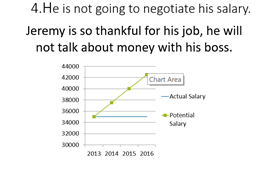 4.He is not going to negotiate his salary.
Jeremy is so thankful for his job, he will
not talk about money with his boss.
44000
42000
40000
38000
36000
34000
32000
30000
2013 2014 2015 2016
Chart Area
Actual Salary
Potential
Salary